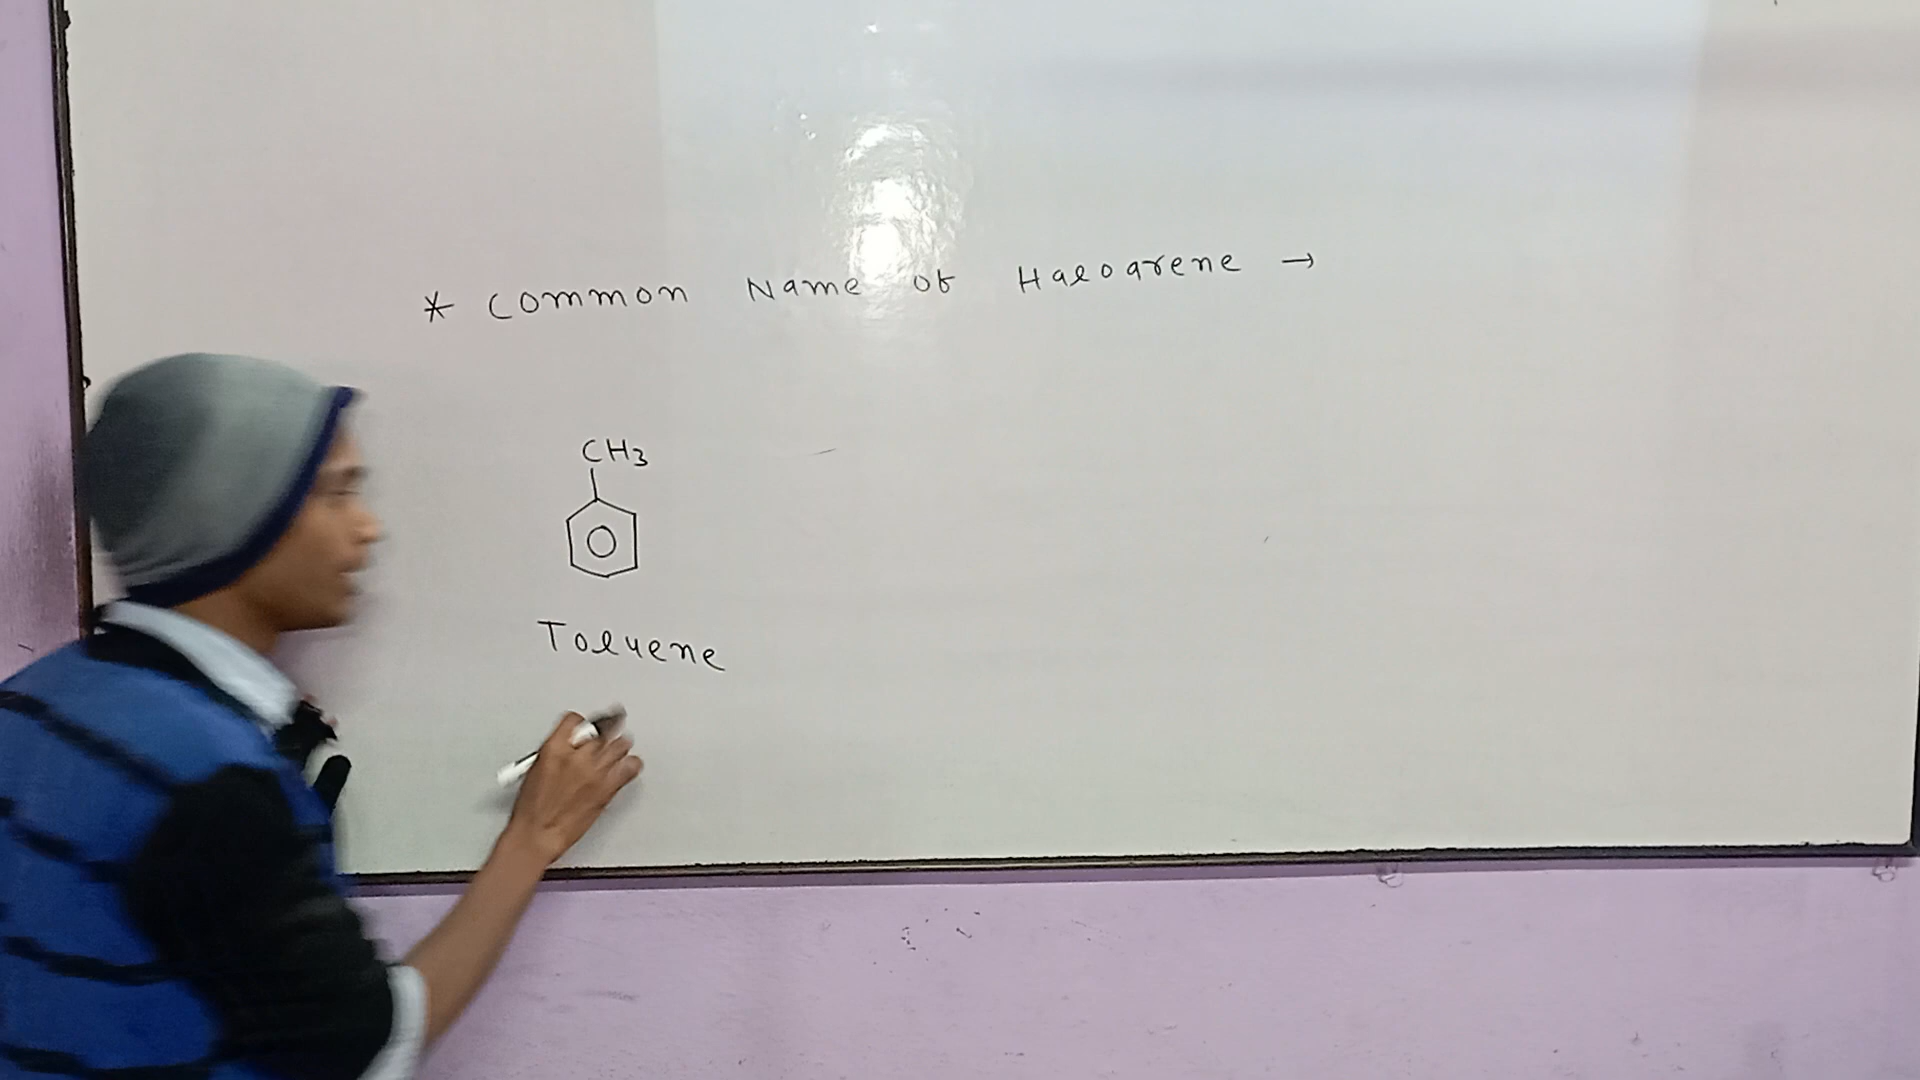 * Common Name of Haloarene →
CH3
Toluene